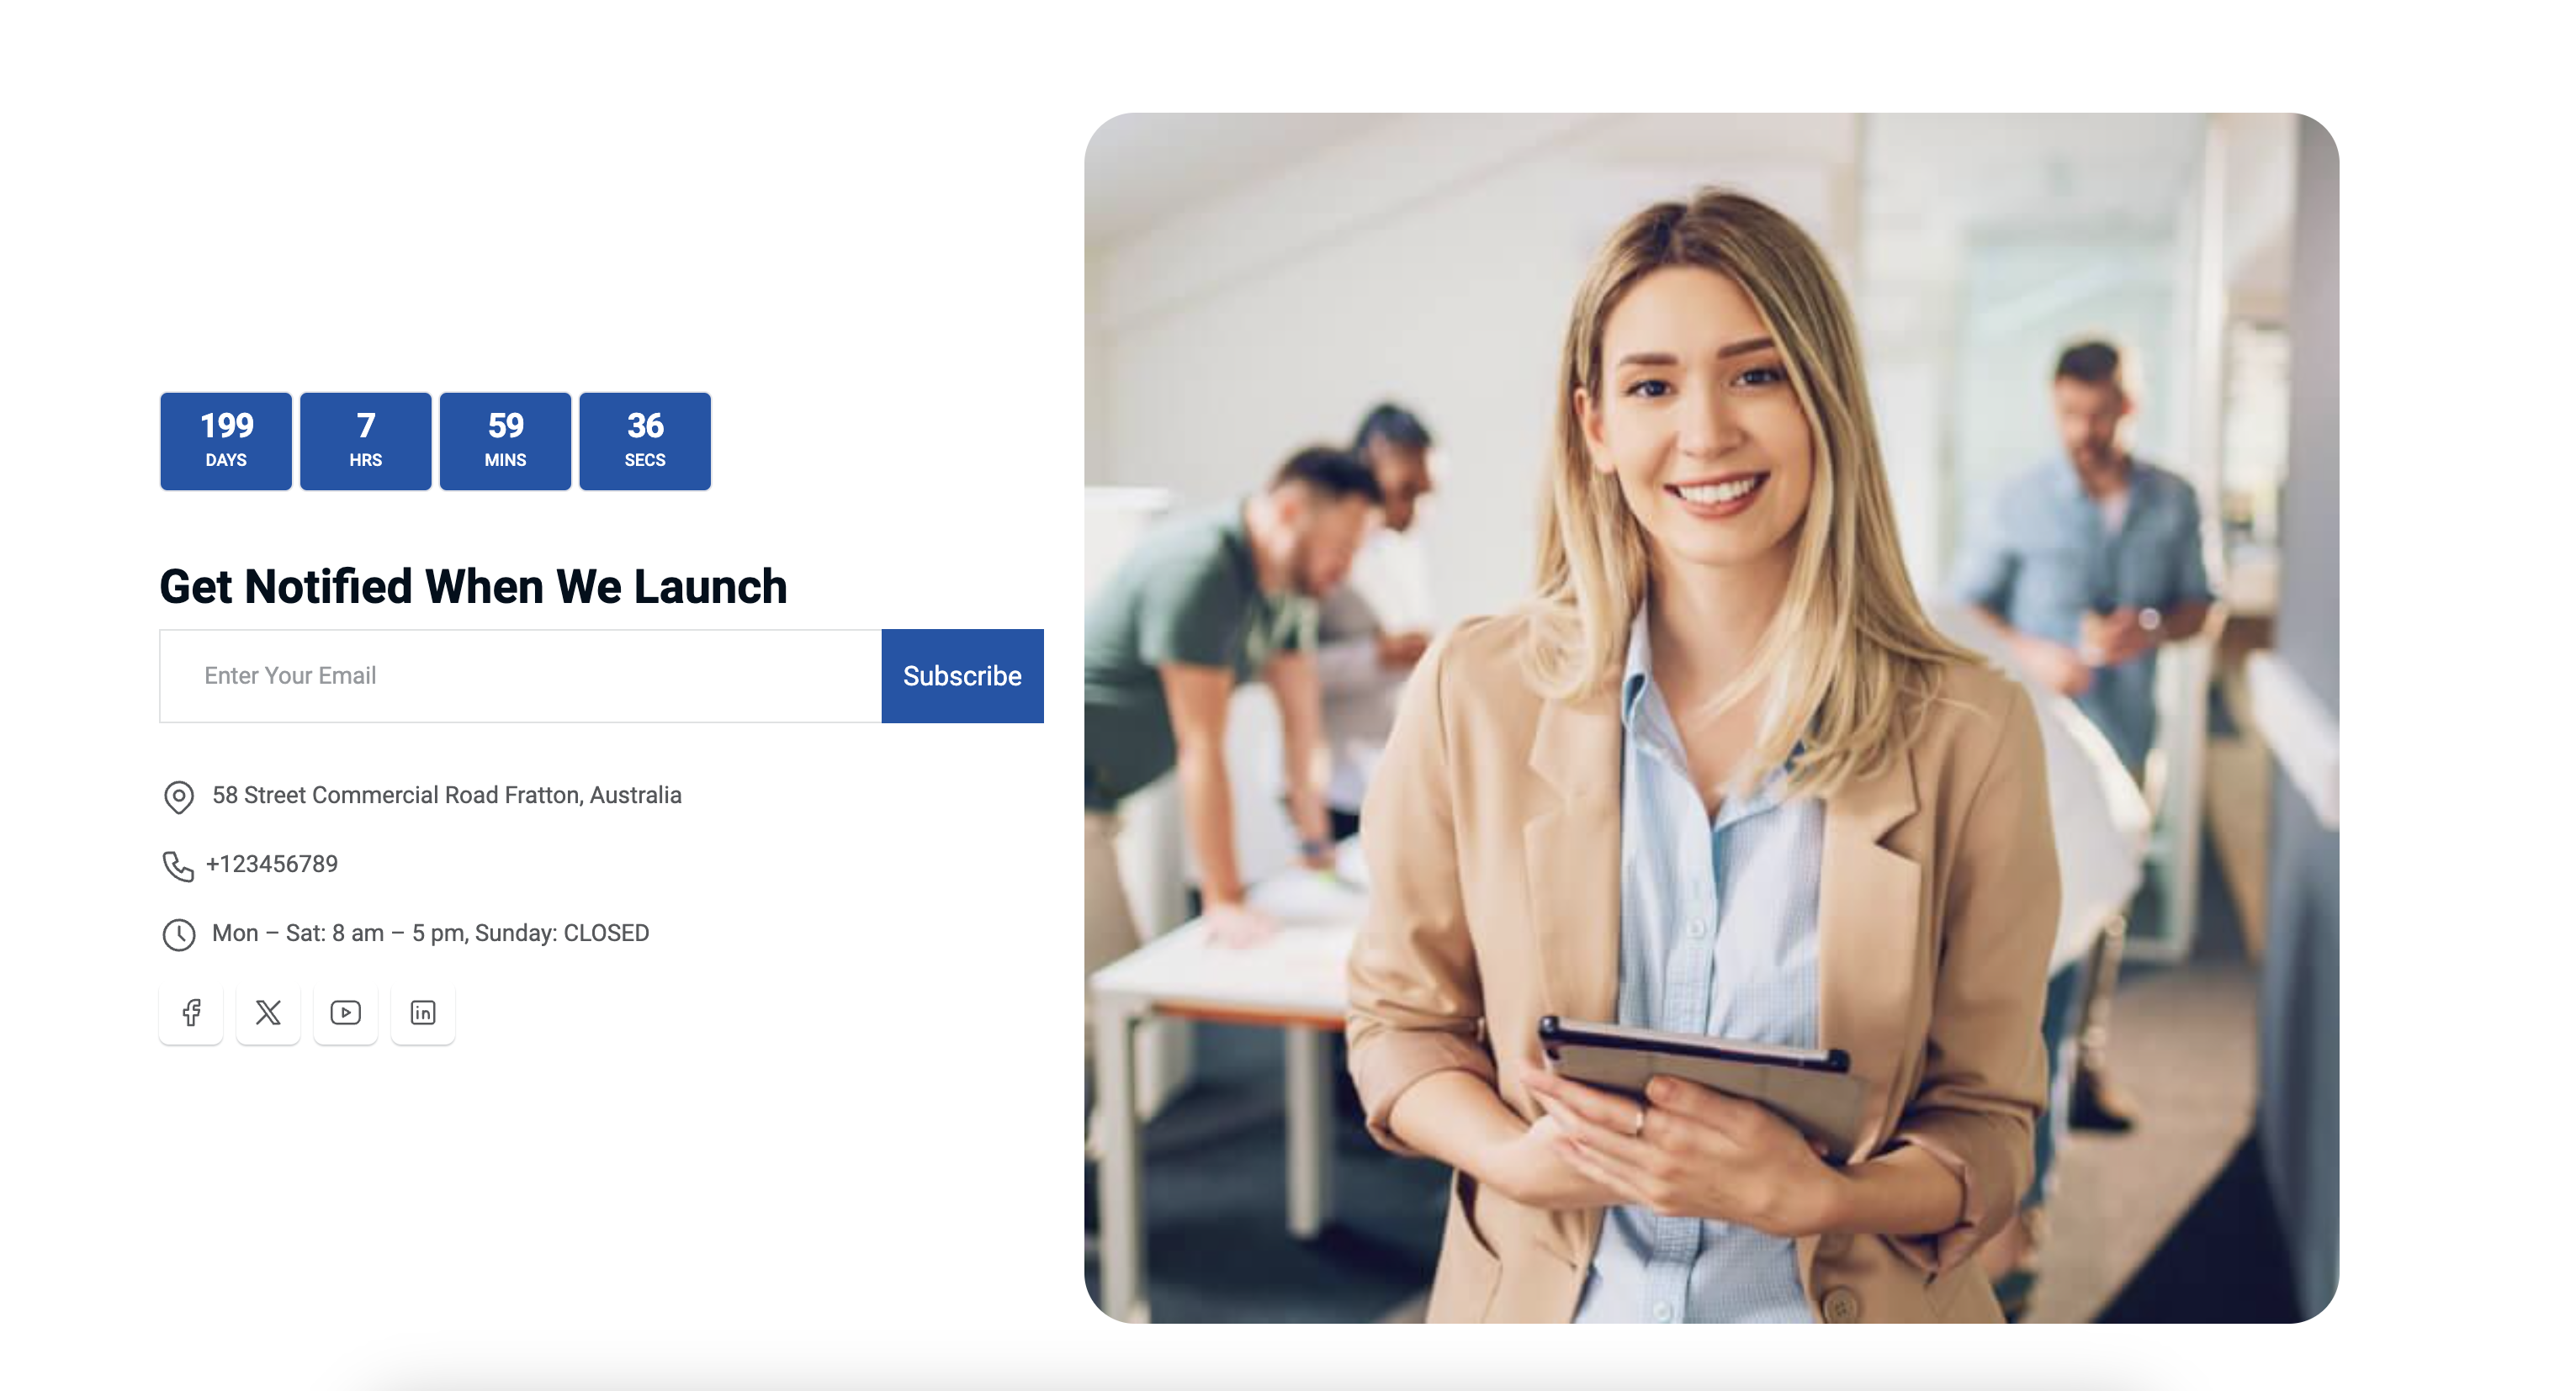 199 7 59 36
DAYS HRS MINS SECS
Get Notified When We Launch
Enter Your Email Subscribe
58 Street Commercial Road Fratton, Australia
+123456789
Mon – Sat: 8 am – 5 pm, Sunday: CLOSED